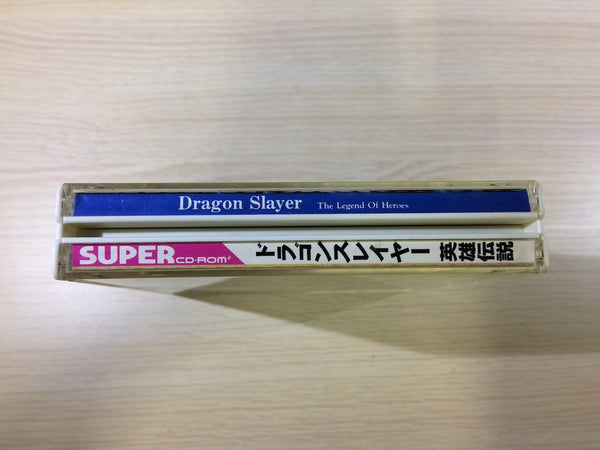 Dragon Slayer The Legend Of Heroes
SUPER CD-ROM² ドラゴンスレイヤー 英雄伝説